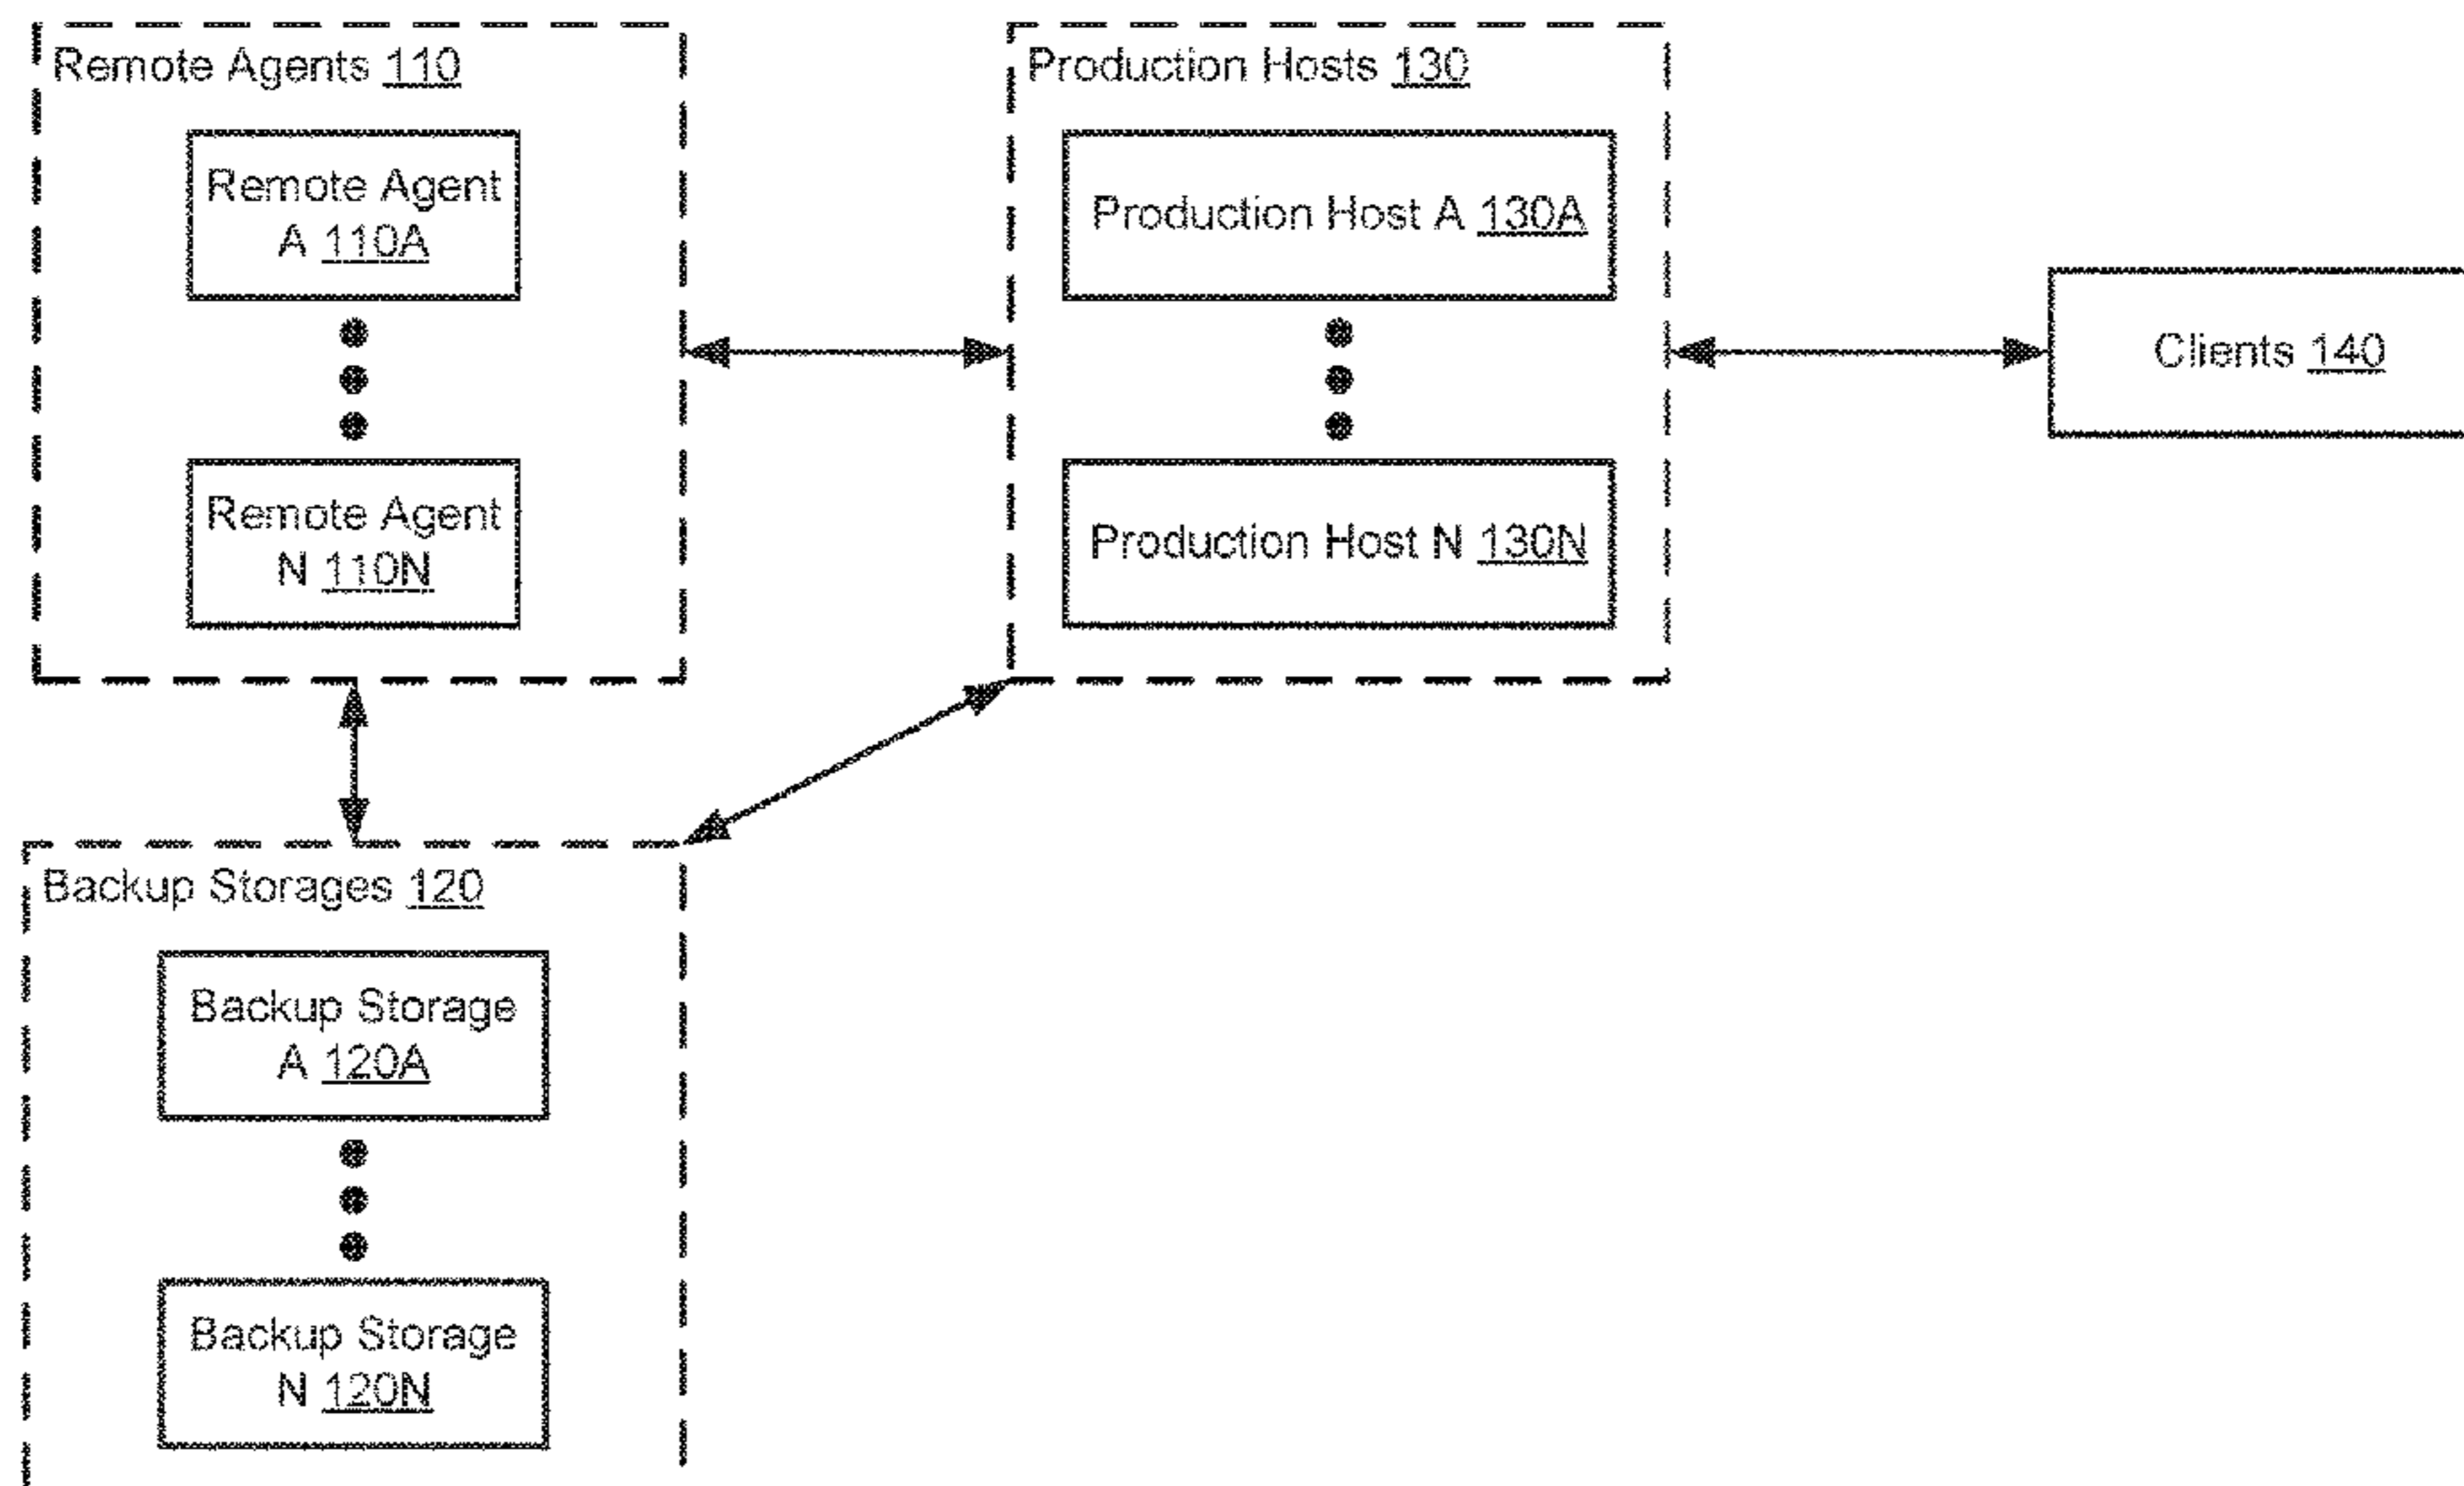 Remote Agents 110
Remote Agent
A 110A
Remote Agent
N 110N
Production Hosts 130
Production Host A 130A
Production Host N 130N
Clients 140
Backup Storages 120
Backup Storage
A 120A
Backup Storage
N 120N